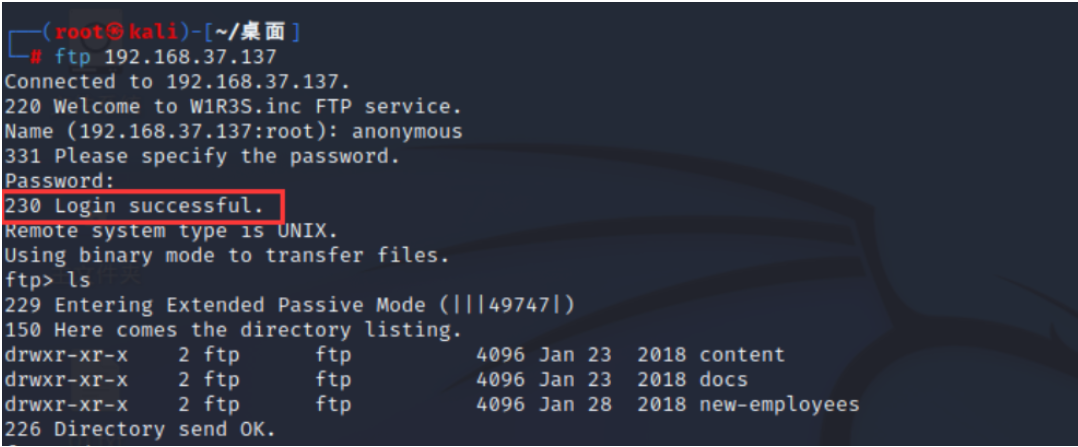 ┌──(root㉿kali)-[~/桌面]
└─# ftp 192.168.37.137
Connected to 192.168.37.137.
220 Welcome to W1R3S.inc FTP service.
Name (192.168.37.137:root): anonymous
331 Please specify the password.
Password:
230 Login successful.
Remote system type is UNIX.
Using binary mode to transfer files.
ftp> ls
229 Entering Extended Passive Mode (|||49747|)
150 Here comes the directory listing.
drwxr-xr-x    2 ftp      ftp          4096 Jan 23  2018 content
drwxr-xr-x    2 ftp      ftp          4096 Jan 23  2018 docs
drwxr-xr-x    2 ftp      ftp          4096 Jan 28  2018 new-employees
226 Directory send OK.